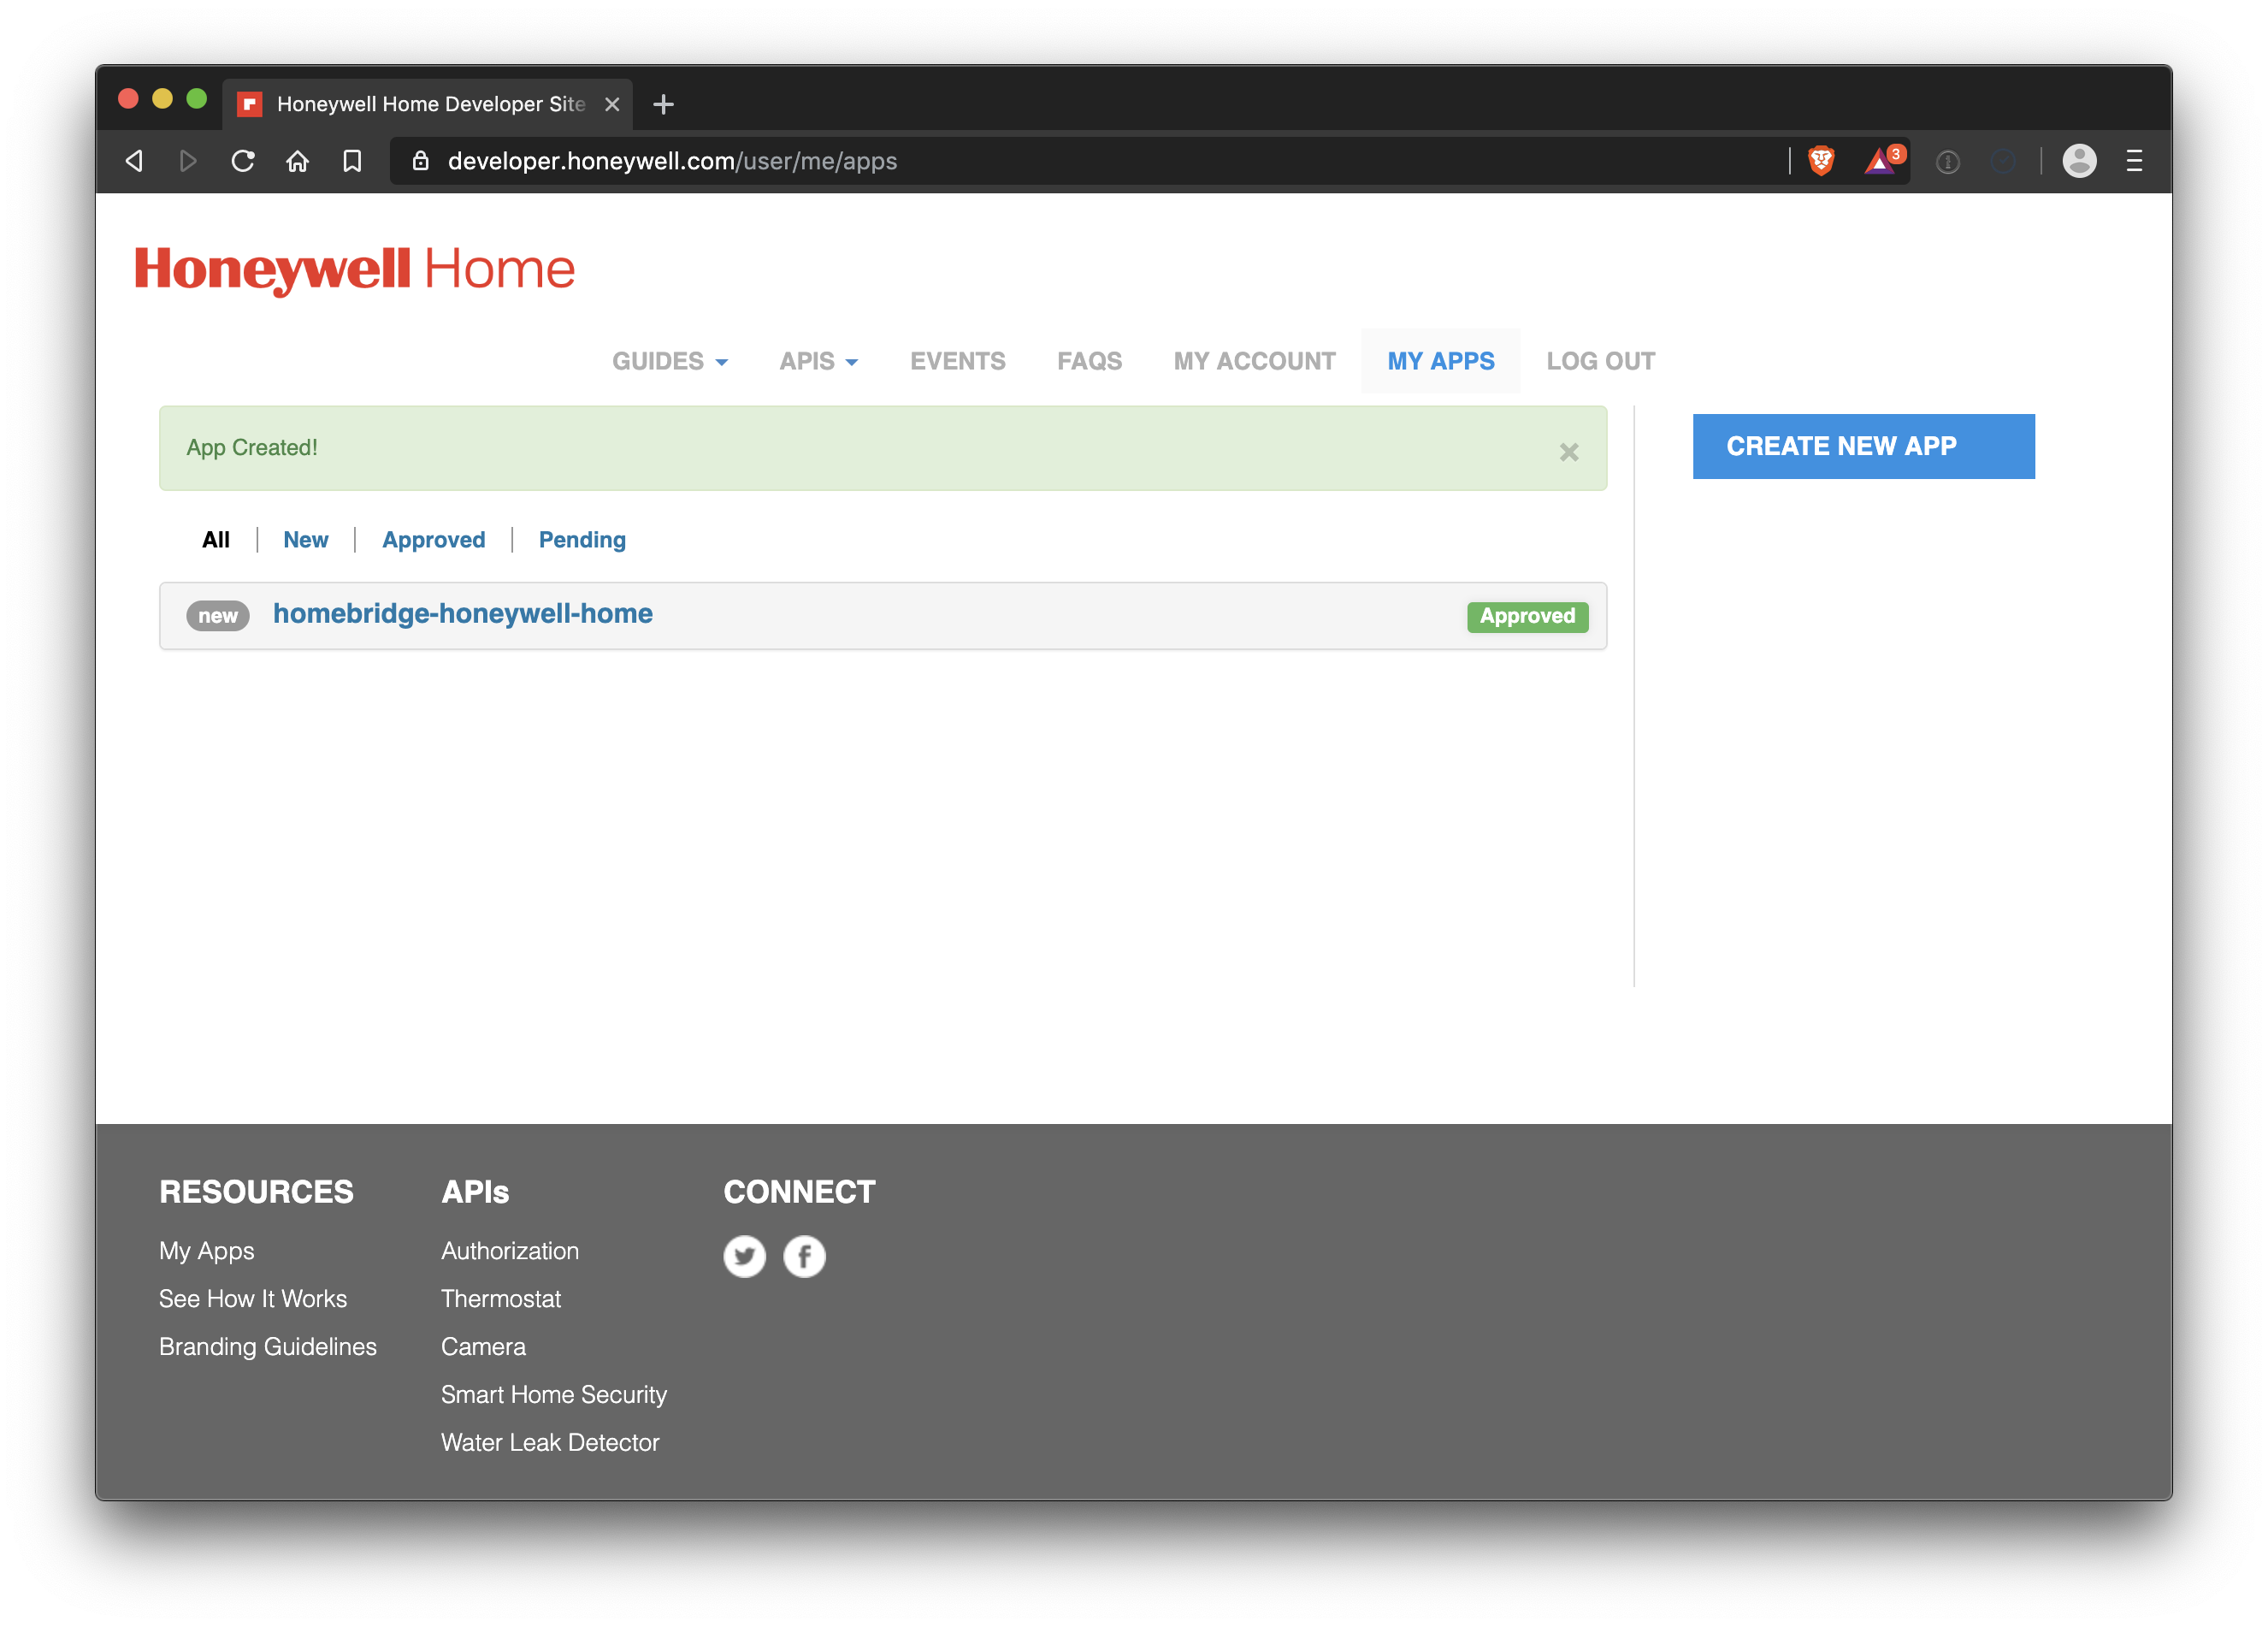 Honeywell Home Developer Site
developer.honeywell.com/user/me/apps
3
Honeywell Home
GUIDES APIS EVENTS FAQS MY ACCOUNT MY APPS LOG OUT
App Created!
CREATE NEW APP
All New Approved Pending
new homebridge-honeywell-home Approved
RESOURCES
My Apps
See How It Works
Branding Guidelines
APIs
Authorization
Thermostat
Camera
Smart Home Security
Water Leak Detector
CONNECT